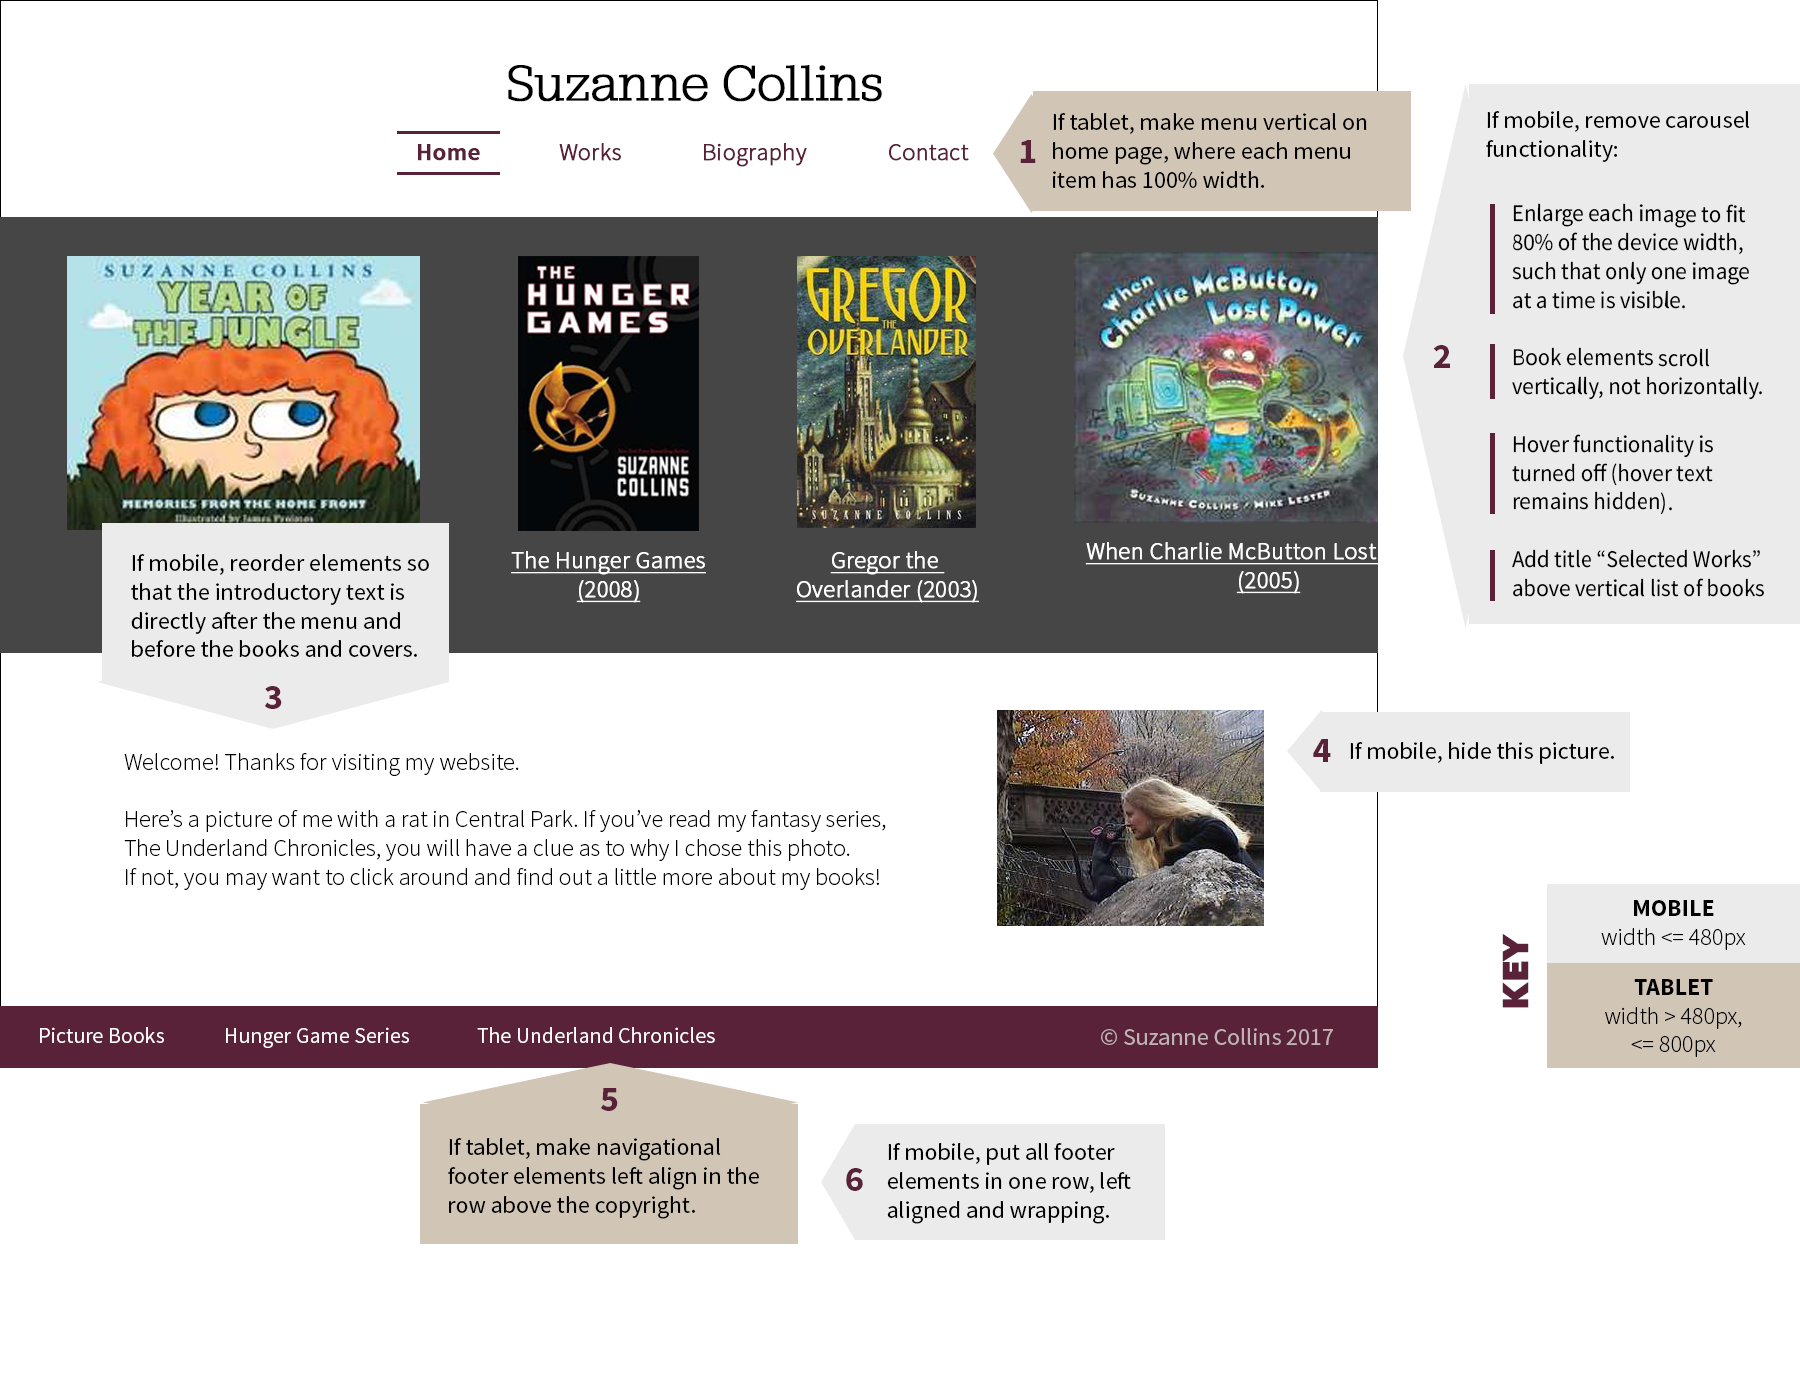 Suzanne Collins
Home
Works
Biography
Contact
1
If tablet, make menu vertical on
home page, where each menu
item has 100% width.
SUZANNE COLLINS
YEAR OF
THE JUNGLE
MEMORIES FROM THE HOME FRONT
Illustrated by James Proimos
THE
HUNGER
GAMES
SUZANNE
COLLINS
GREGOR
THE
OVERLANDER
SUZANNE COLLINS
When
Charlie McButton
Lost Power
SUZANNE COLLINS / MIKE LESTER
The Hunger Games
(2008)
Gregor the
Overlander (2003)
When Charlie McButton Lost
(2005)
2
If mobile, remove carousel
functionality:
Enlarge each image to fit
80% of the device width,
such that only one image
at a time is visible.
Book elements scroll
vertically, not horizontally.
Hover functionality is
turned off (hover text
remains hidden).
Add title “Selected Works”
above vertical list of books
If mobile, reorder elements so
that the introductory text is
directly after the menu and
before the books and covers.
3
Welcome! Thanks for visiting my website.
Here’s a picture of me with a rat in Central Park. If you’ve read my fantasy series,
The Underland Chronicles, you will have a clue as to why I chose this photo.
If not, you may want to click around and find out a little more about my books!
4
If mobile, hide this picture.
KEY
MOBILE
width <= 480px
TABLET
width > 480px,
<= 800px
Picture Books
Hunger Game Series
The Underland Chronicles
© Suzanne Collins 2017
5
If tablet, make navigational
footer elements left align in the
row above the copyright.
6
If mobile, put all footer
elements in one row, left
aligned and wrapping.